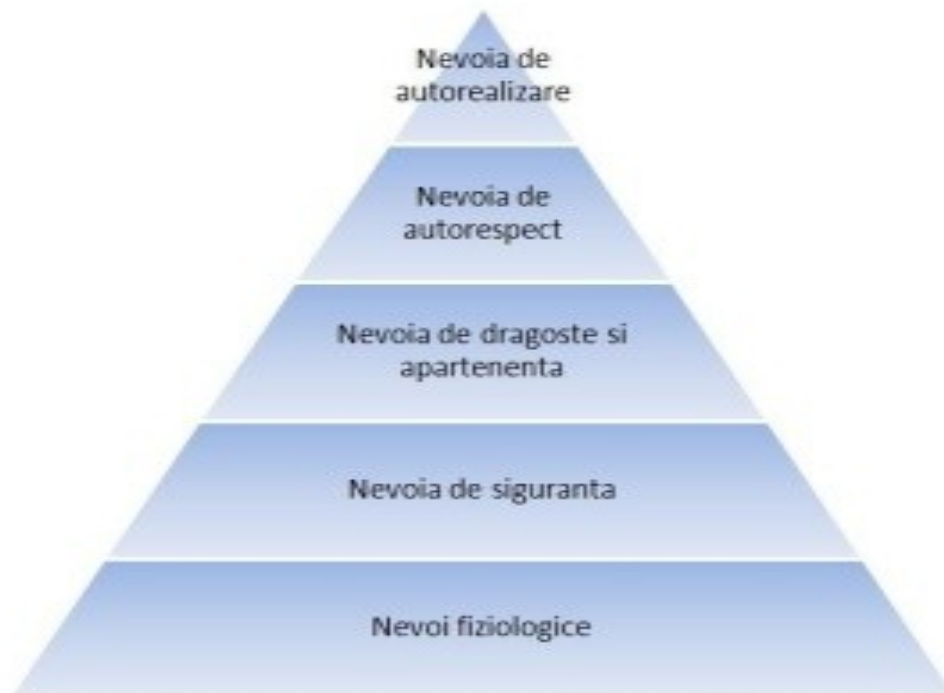 Nevoia de
autorealizare
Nevoia de
autorespect
Nevoia de dragoste si
apartenenta
Nevoia de siguranta
Nevoi fiziologice